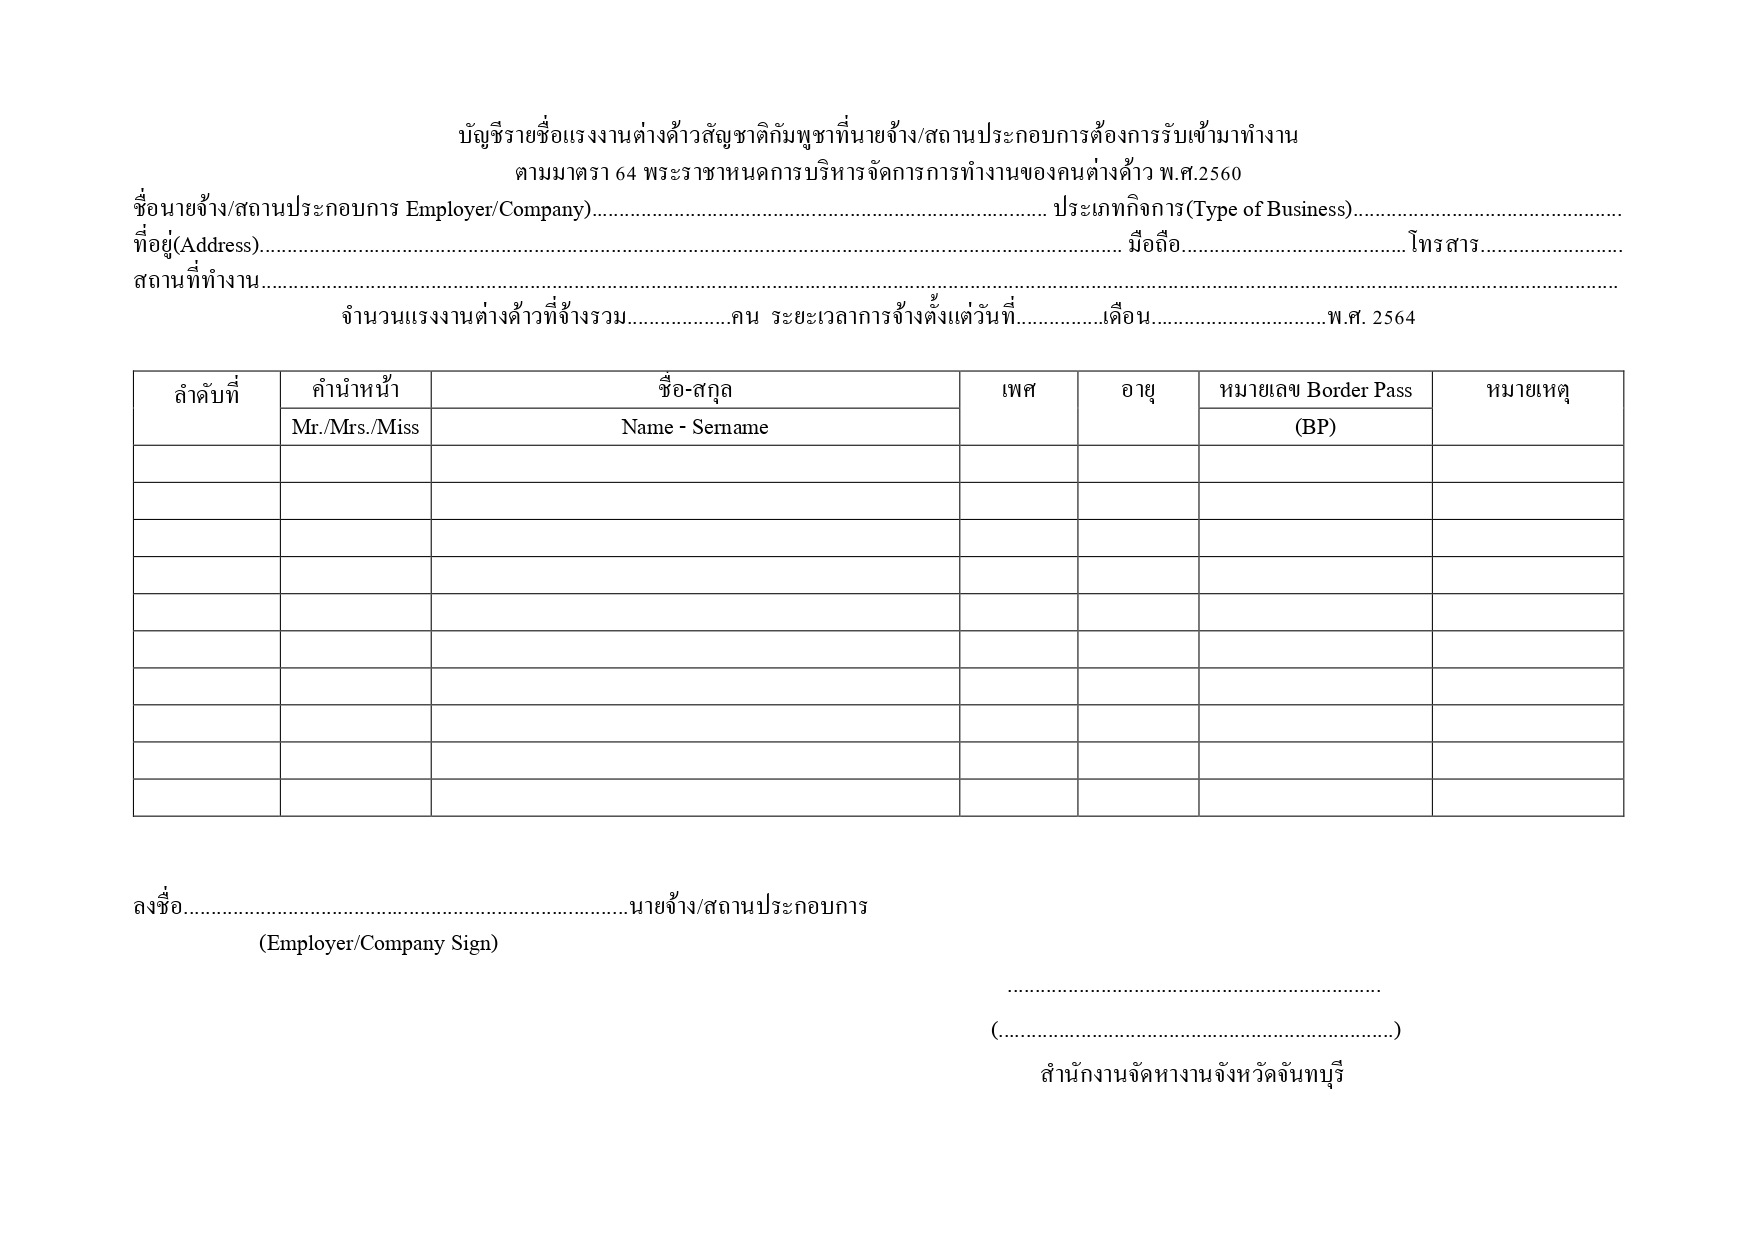 บัญชีรายชื่อแรงงานต่างด้าวสัญชาติกัมพูชาที่นายจ้าง/สถานประกอบการต้องการรับเข้ามาทำงาน
ตามมาตรา 64 พระราชาหนดการบริหารจัดการการทำงานของคนต่างด้าว พ.ศ.2560
ชื่อนายจ้าง/สถานประกอบการ Employer/Company)................................................................................... ประเภทกิจการ(Type of Business).................................................
ที่อยู่(Address)............................................................................................................................................................. มือถือ......................................... โทรสาร..........................
สถานที่ทำงาน........................................................................................................................................................................................................................................................
จำนวนแรงงานต่างด้าวที่จ้างรวม...................คน ระยะเวลาการจ้างตั้งแต่วันที่................เดือน................................พ.ศ. 2564
ลำดับที่ คำนำหน้า ชื่อ-สกุล เพศ อายุ หมายเลข Border Pass หมายเหตุ
Mr./Mrs./Miss Name - Sername (BP)
ลงชื่อ.................................................................................นายจ้าง/สถานประกอบการ
(Employer/Company Sign)
....................................................................
(........................................................................)
สำนักงานจัดหางานจังหวัดจันทบุรี